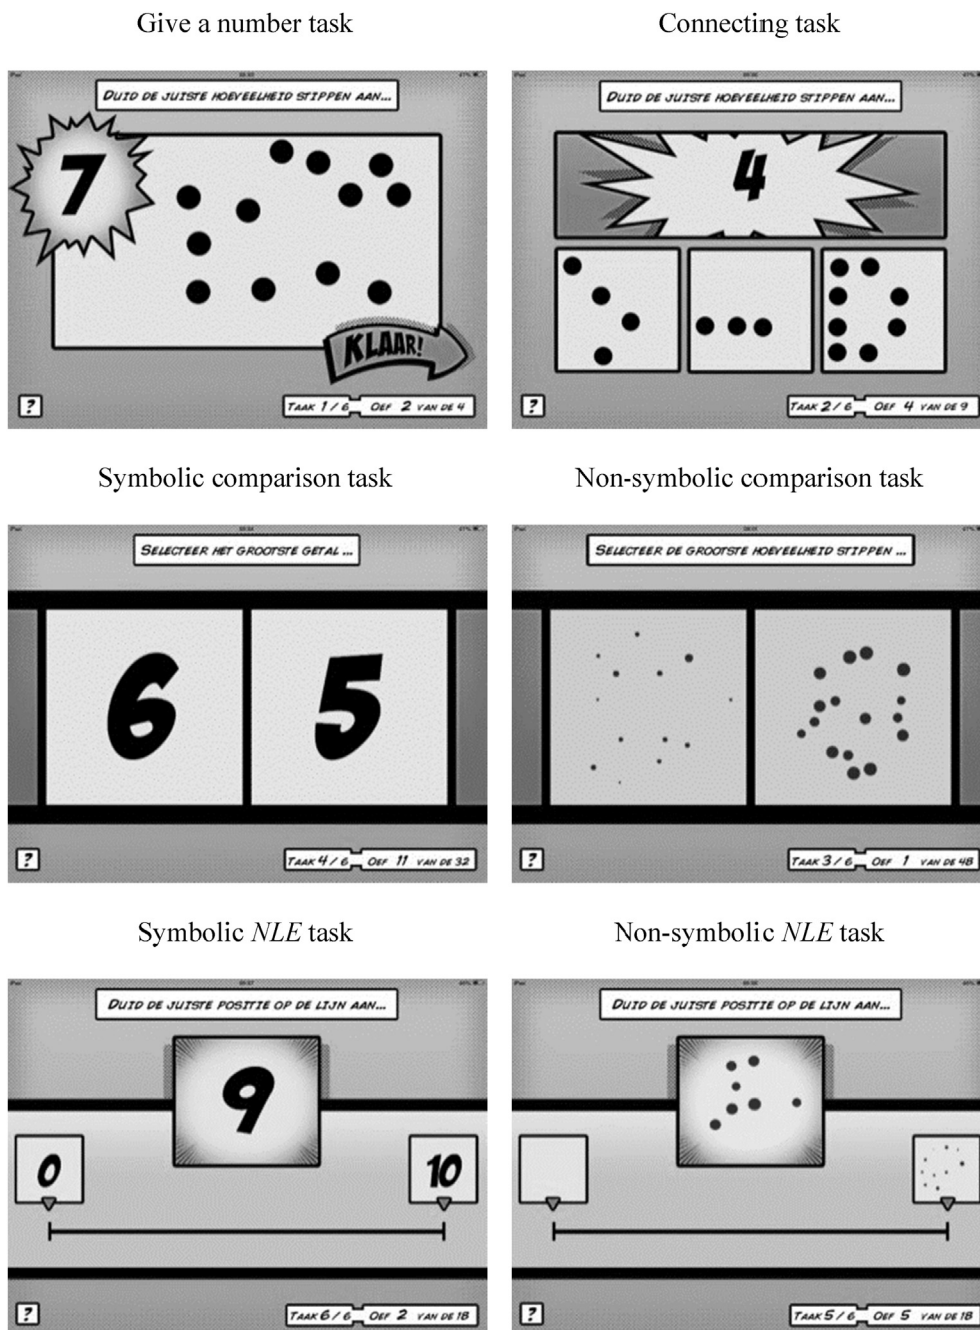 Give a number task
Connecting task
DUID DE JUISTE HOEVEELHEID STIPPEN AAN...
DUID DE JUISTE HOEVEELHEID STIPPEN AAN...
7
4
KLAAR!
?
TAAK 1 / 6 OEF 2 VAN DE 4
?
TAAK 2 / 6 OEF 4 VAN DE 9
Symbolic comparison task
Non-symbolic comparison task
SELECTEER HET GROOTSTE GETAL ...
SELECTEER DE GROOTSTE HOEVEELHEID STIPPEN ...
6 5
?
TAAK 4 / 6 OEF 11 VAN DE 32
?
TAAK 3 / 6 OEF 1 VAN DE 48
Symbolic NLE task
Non-symbolic NLE task
DUID DE JUISTE POSITIE OP DE LIJN AAN...
DUID DE JUISTE POSITIE OP DE LIJN AAN...
9
0
10
?
TAAK 6 / 6 OEF 2 VAN DE 18
?
TAAK 5 / 6 OEF 5 VAN DE 18